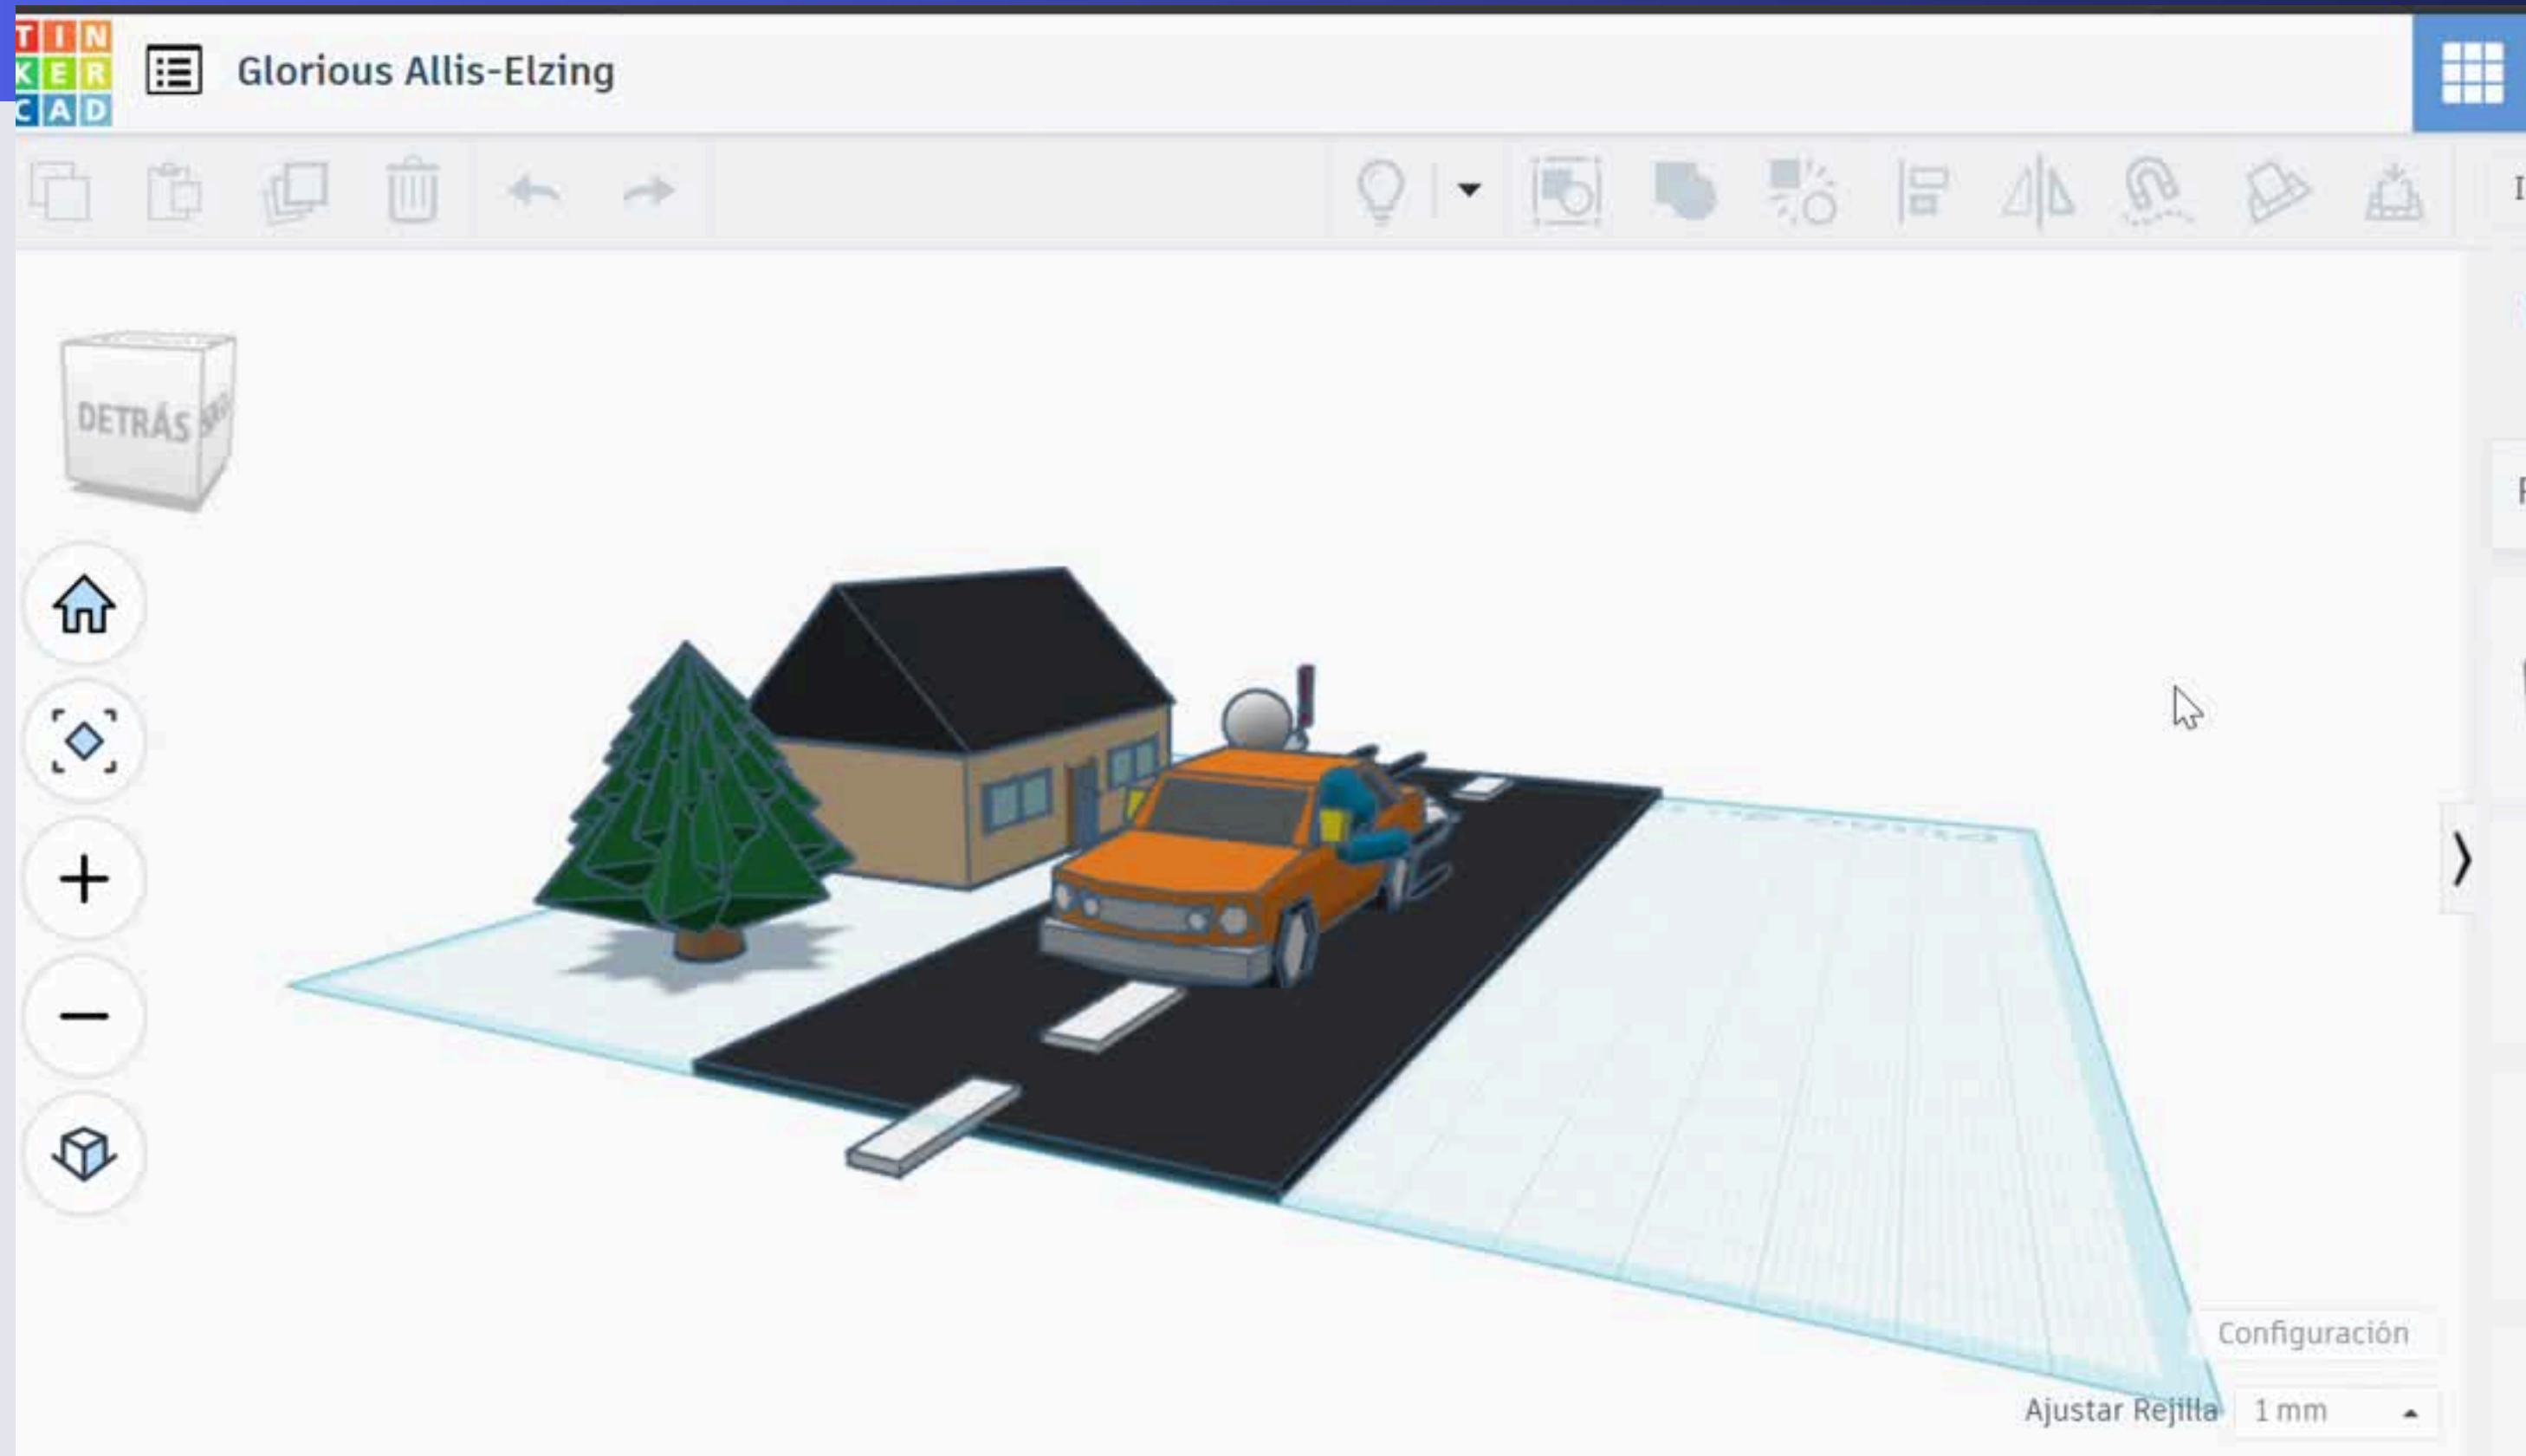 TIN
KER
CAD
Glorious Allis-Elzing
DETRÁS
Configuración
Ajustar Rejilla 1 mm